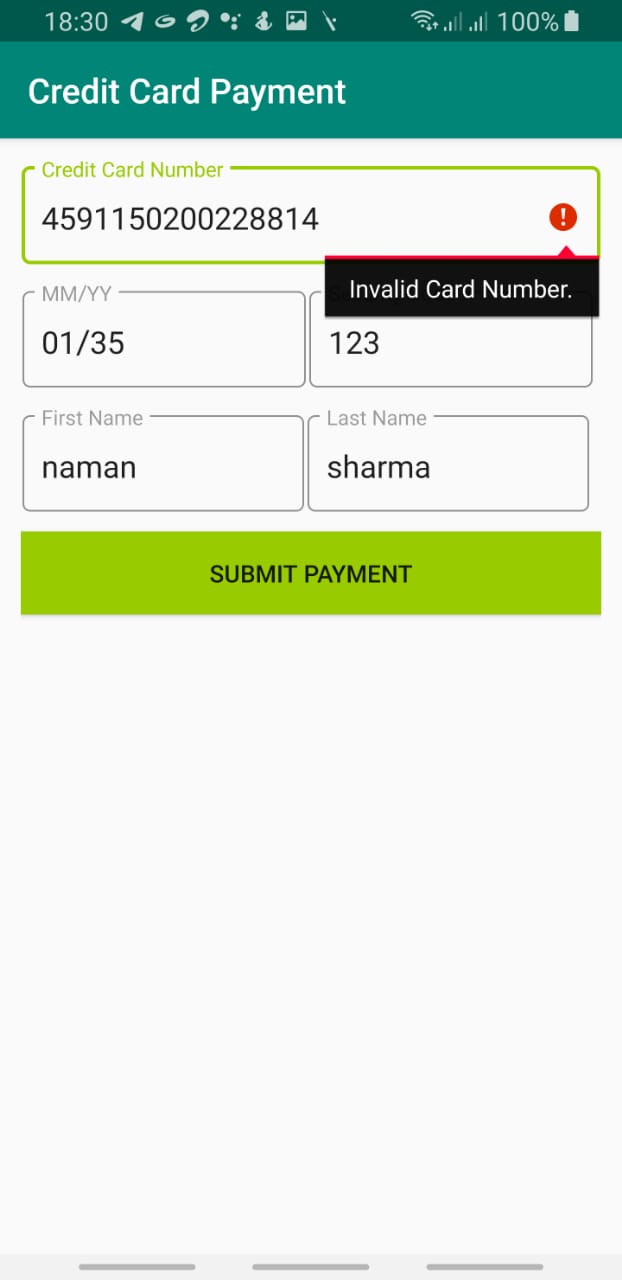 18:30 100%
Credit Card Payment
Credit Card Number
4591150200228814
Invalid Card Number.
MM/YY
01/35
123
First Name
Last Name
naman
sharma
SUBMIT PAYMENT